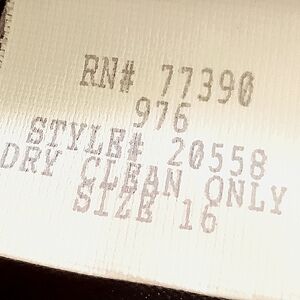 RN# 77390
976
STYLE# 20558
DRY CLEAN ONLY
SIZE 16